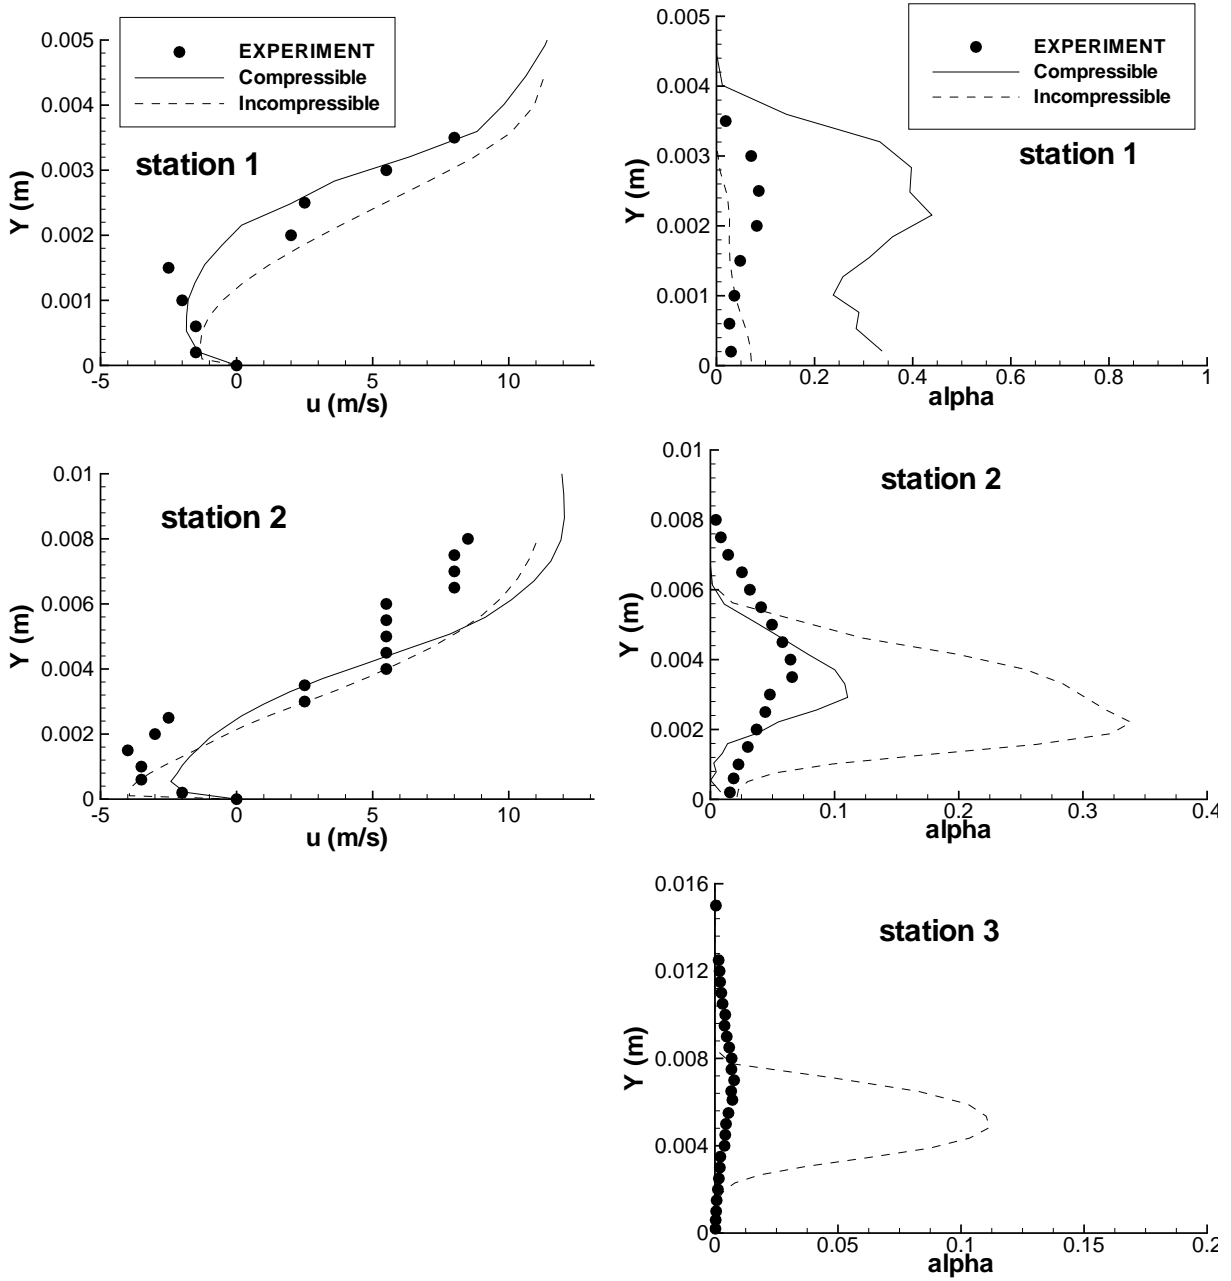 EXPERIMENT
Compressible
Incompressible
station 1
Y (m)
0.005
0.004
0.003
0.002
0.001
0
-5
0
5
10
u (m/s)
EXPERIMENT
Compressible
Incompressible
station 1
Y (m)
0.005
0.004
0.003
0.002
0.001
0
0
0.2
0.4
0.6
0.8
1
alpha
station 2
Y (m)
0.01
0.008
0.006
0.004
0.002
0
-5
0
5
10
u (m/s)
station 2
Y (m)
0.01
0.008
0.006
0.004
0.002
0
0
0.1
0.2
0.3
0.4
alpha
station 3
Y (m)
0.016
0.012
0.008
0.004
0
0
0.05
0.1
0.15
0.2
alpha